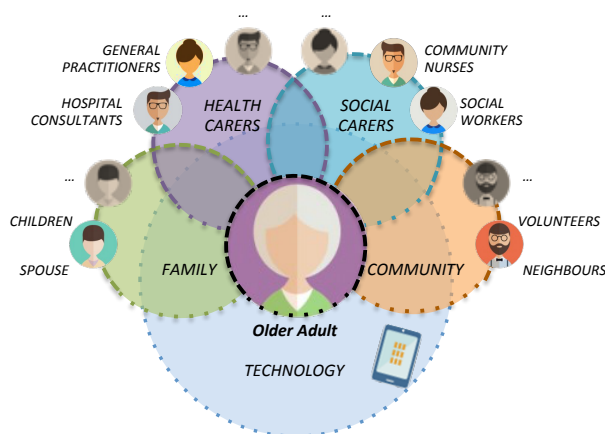 ...
...
GENERAL
PRACTITIONERS
COMMUNITY
NURSES
HOSPITAL
CONSULTANTS
HEALTH
CARERS
SOCIAL
CARERS
SOCIAL
WORKERS
...
...
CHILDREN
VOLUNTEERS
SPOUSE
FAMILY
COMMUNITY
NEIGHBOURS
Older Adult
TECHNOLOGY